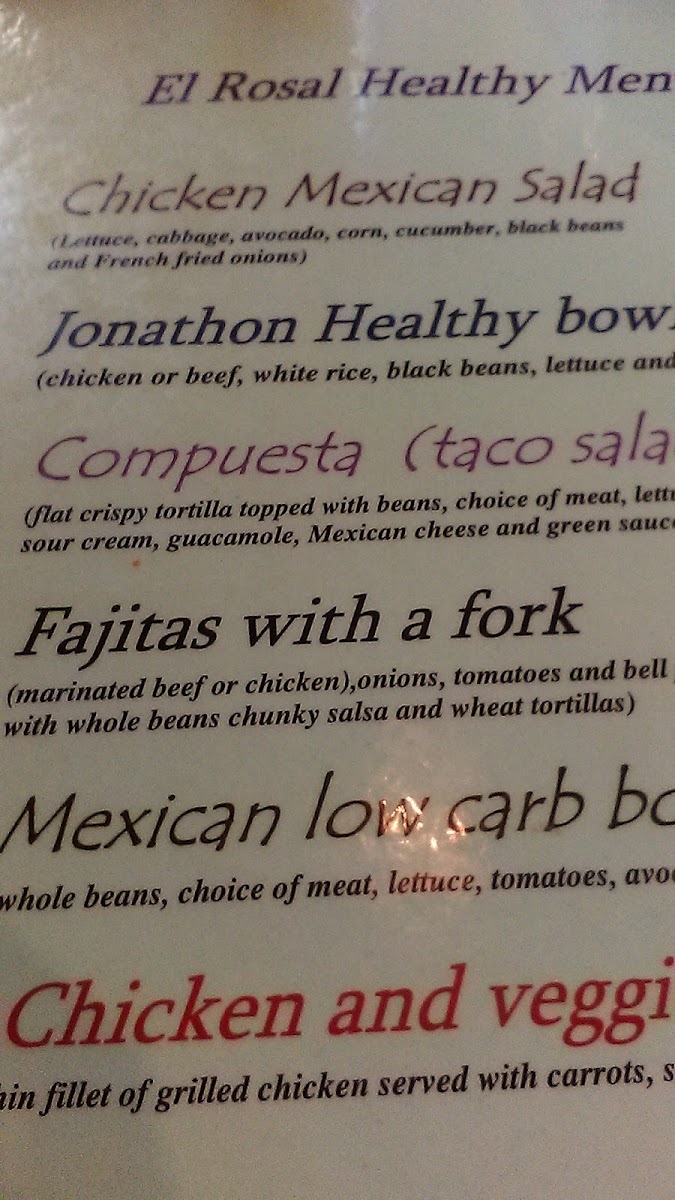 El Rosal Healthy Men
Chicken Mexican Salad
(Lettuce, cabbage, avocado, corn, cucumber, black beans
and French fried onions)
Jonathon Healthy bow
(chicken or beef, white rice, black beans, lettuce and
Compuesta (taco sala
(flat crispy tortilla topped with beans, choice of meat, lettu
sour cream, guacamole, Mexican cheese and green sauce
Fajitas with a fork
(marinated beef or chicken),onions, tomatoes and bell
with whole beans chunky salsa and wheat tortillas)
Mexican low carb bo
whole beans, choice of meat, lettuce, tomatoes, avo
Chicken and veggi
hin fillet of grilled chicken served with carrots, s